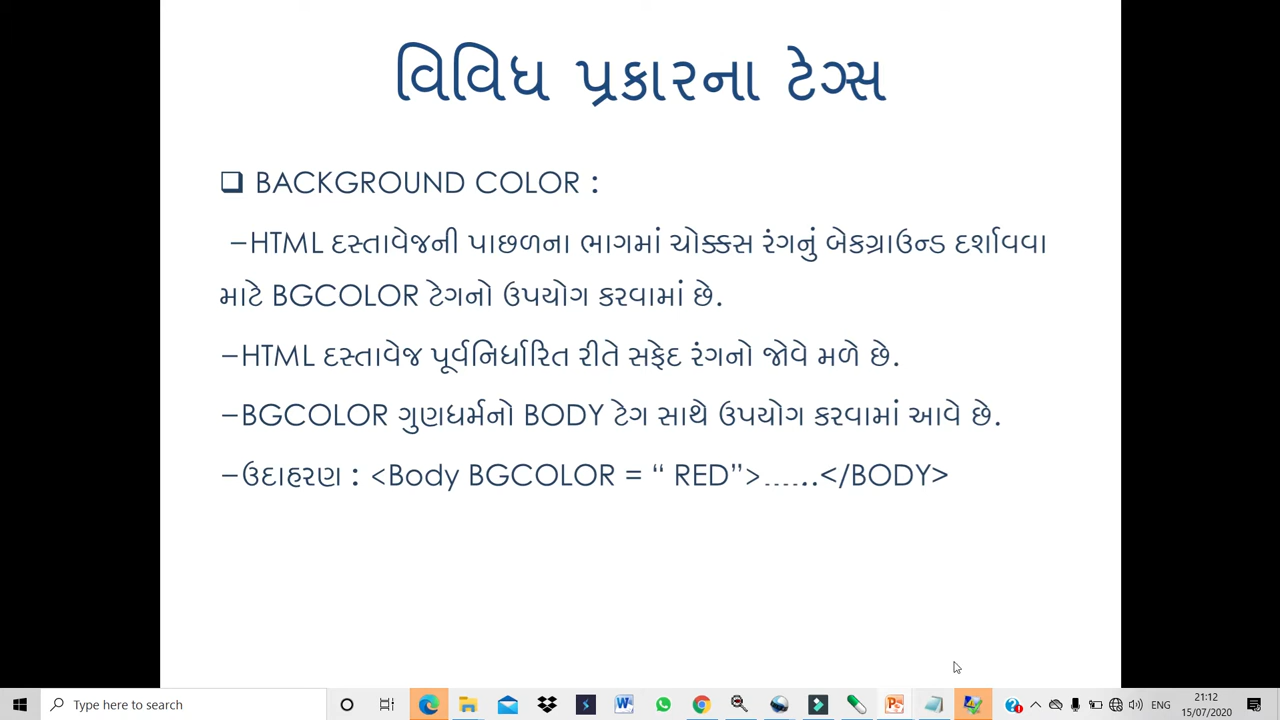 વિવિધ પ્રકારના ટેગ્સ
❑ BACKGROUND COLOR :
–HTML દસ્તાવેજની પાછળના ભાગમાં ચોક્કસ રંગનું બેકગ્રાઉન્ડ દર્શાવવા
માટે BGCOLOR ટેગનો ઉપયોગ કરવામાં છે.
–HTML દસ્તાવેજ પૂર્વનિર્ધારિત રીતે સફેદ રંગનો જોવે મળે છે.
–BGCOLOR ગુણધર્મનો BODY ટેગ સાથે ઉપયોગ કરવામાં આવે છે.
–ઉદાહરણ : <Body BGCOLOR = “ RED”>…...</BODY>
Type here to search
ENG
21:12
15/07/2020